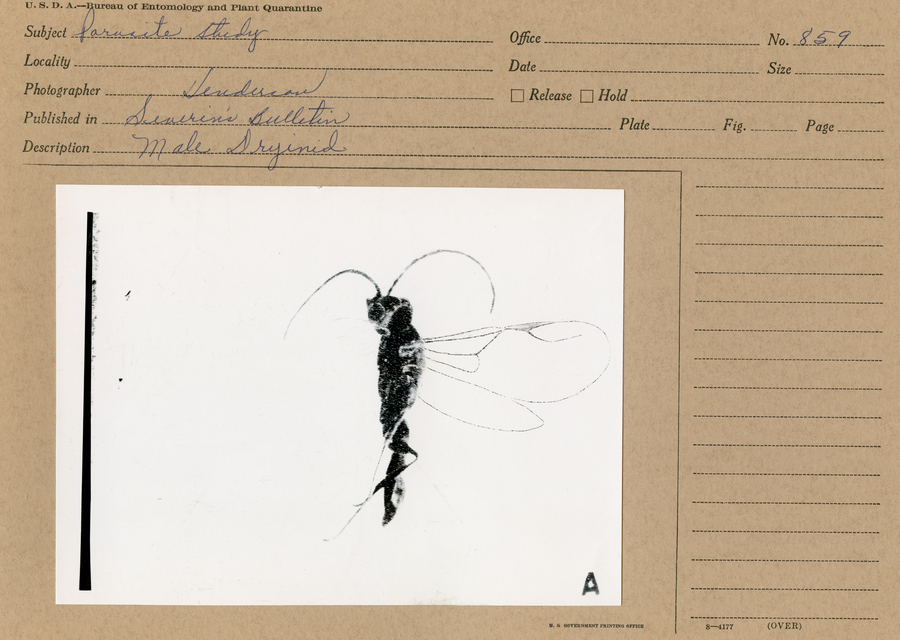 U. S. D. A.—Bureau of Entomology and Plant Quarantine
Subject Parasite Study Office No. 859
Locality Date Size
Photographer Henderson Release Hold
Published in Severin's Bulletin Plate Fig. Page
Description Male Dryinid
A
U. S. GOVERNMENT PRINTING OFFICE
8—4177 (OVER)